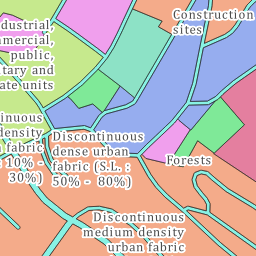 Construction
sites
dustrial,
mercial,
public,
itary and
ate units
inuous
density
n fabric
: 10% -
30%)
Discontinuous
dense urban
fabric (S.L. :
50% - 80%)
Forests
Discontinuous
medium density
urban fabric